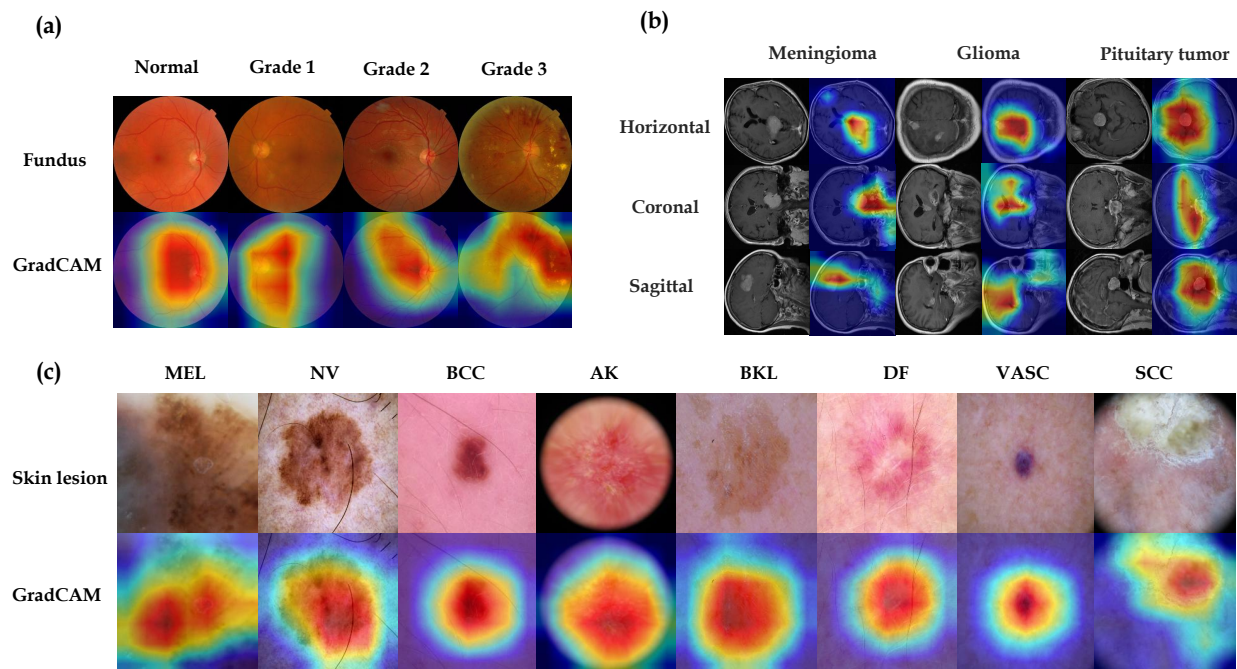 (a)
Normal Grade 1 Grade 2 Grade 3
Fundus
GradCAM
(b)
Meningioma Glioma Pituitary tumor
Horizontal
Coronal
Sagittal
(c)
MEL NV BCC AK BKL DF VASC SCC
Skin lesion
GradCAM